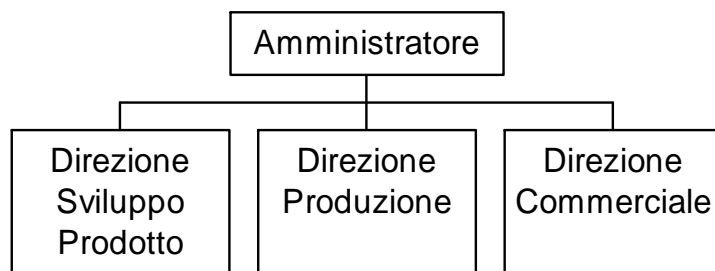 Amministratore
Direzione
Sviluppo
Prodotto
Direzione
Produzione
Direzione
Commerciale